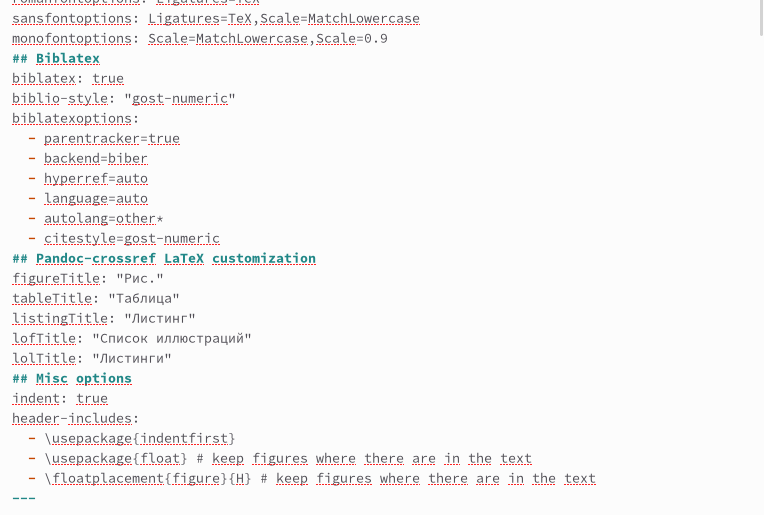 romanfontoptions: Ligatures=TeX
sansfontoptions: Ligatures=TeX,Scale=MatchLowercase
monofontoptions: Scale=MatchLowercase,Scale=0.9
## Biblatex
biblatex: true
biblio-style: "gost-numeric"
biblatexoptions:
  - parentracker=true
  - backend=biber
  - hyperref=auto
  - language=auto
  - autolang=other*
  - citestyle=gost-numeric
## Pandoc-crossref LaTeX customization
figureTitle: "Рис."
tableTitle: "Таблица"
listingTitle: "Листинг"
lofTitle: "Список иллюстраций"
lolTitle: "Листинги"
## Misc options
indent: true
header-includes:
  - \usepackage{indentfirst}
  - \usepackage{float} # keep figures where there are in the text
  - \floatplacement{figure}{H} # keep figures where there are in the text
---